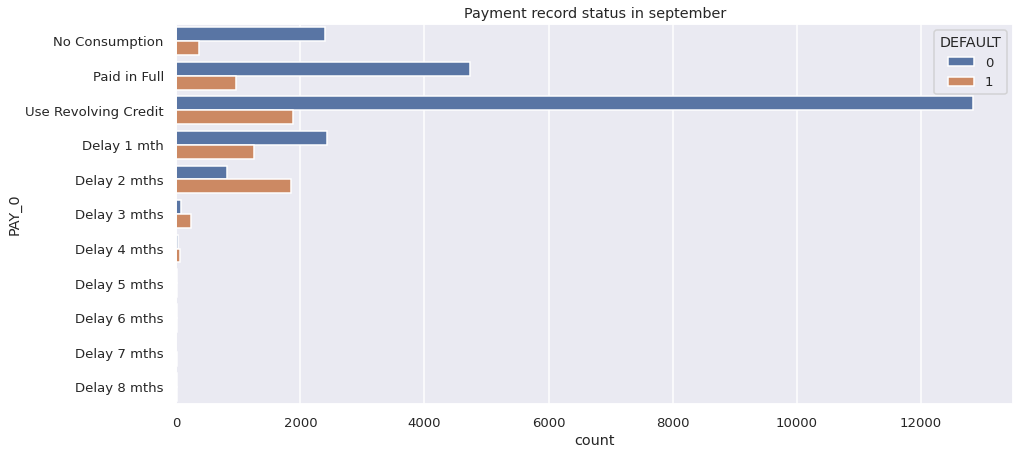 Payment record status in september
DEFAULT
0
1
PAY_0
No Consumption
Paid in Full
Use Revolving Credit
Delay 1 mth
Delay 2 mths
Delay 3 mths
Delay 4 mths
Delay 5 mths
Delay 6 mths
Delay 7 mths
Delay 8 mths
0 2000 4000 6000 8000 10000 12000
count